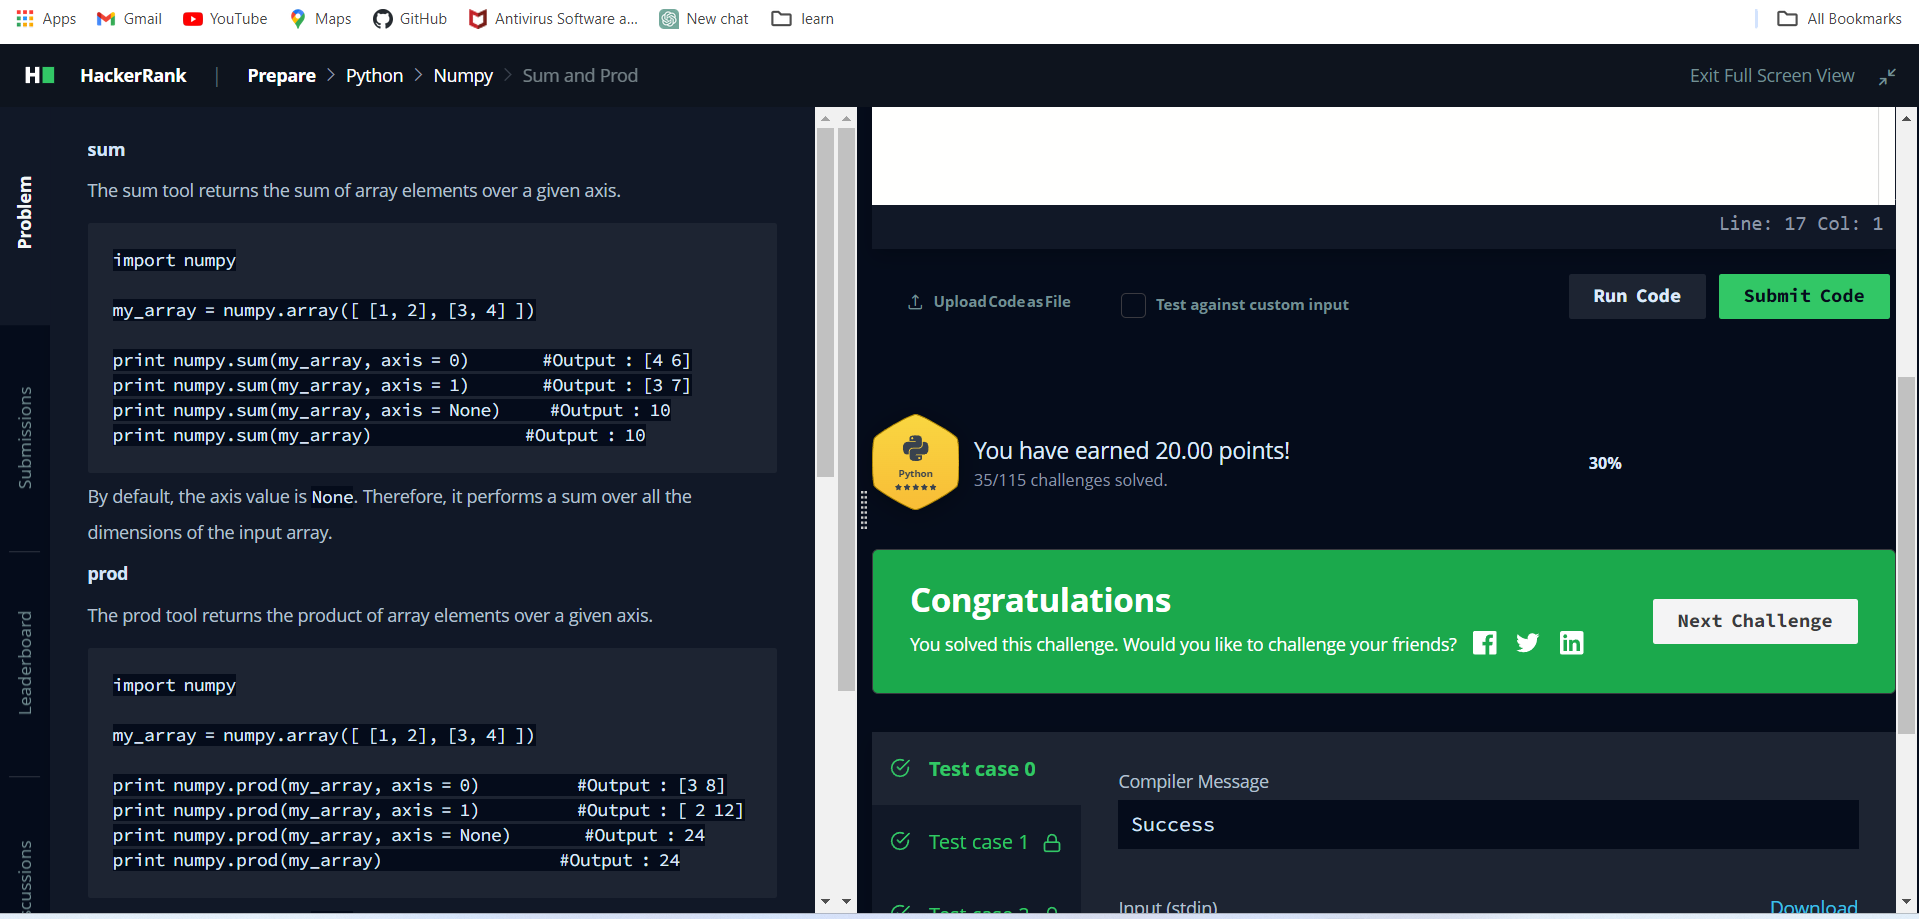 Apps Gmail YouTube Maps GitHub Antivirus Software a... New chat learn All Bookmarks
HackerRank | Prepare > Python > Numpy > Sum and Prod Exit Full Screen View
Problem
Submissions
Leaderboard
sum
The sum tool returns the sum of array elements over a given axis.
import numpy
my_array = numpy.array([ [1, 2], [3, 4] ])
print numpy.sum(my_array, axis = 0) #Output : [4 6]
print numpy.sum(my_array, axis = 1) #Output : [3 7]
print numpy.sum(my_array, axis = None) #Output : 10
print numpy.sum(my_array) #Output : 10
By default, the axis value is None. Therefore, it performs a sum over all the
dimensions of the input array.
prod
The prod tool returns the product of array elements over a given axis.
import numpy
my_array = numpy.array([ [1, 2], [3, 4] ])
print numpy.prod(my_array, axis = 0) #Output : [3 8]
print numpy.prod(my_array, axis = 1) #Output : [ 2 12]
print numpy.prod(my_array, axis = None) #Output : 24
print numpy.prod(my_array) #Output : 24
Line: 17 Col: 1
Upload Code as File Test against custom input Run Code Submit Code
Python
You have earned 20.00 points!
35/115 challenges solved.
30%
Congratulations
You solved this challenge. Would you like to challenge your friends?
Next Challenge
Test case 0
Test case 1
Compiler Message
Success
Input (stdin) Download